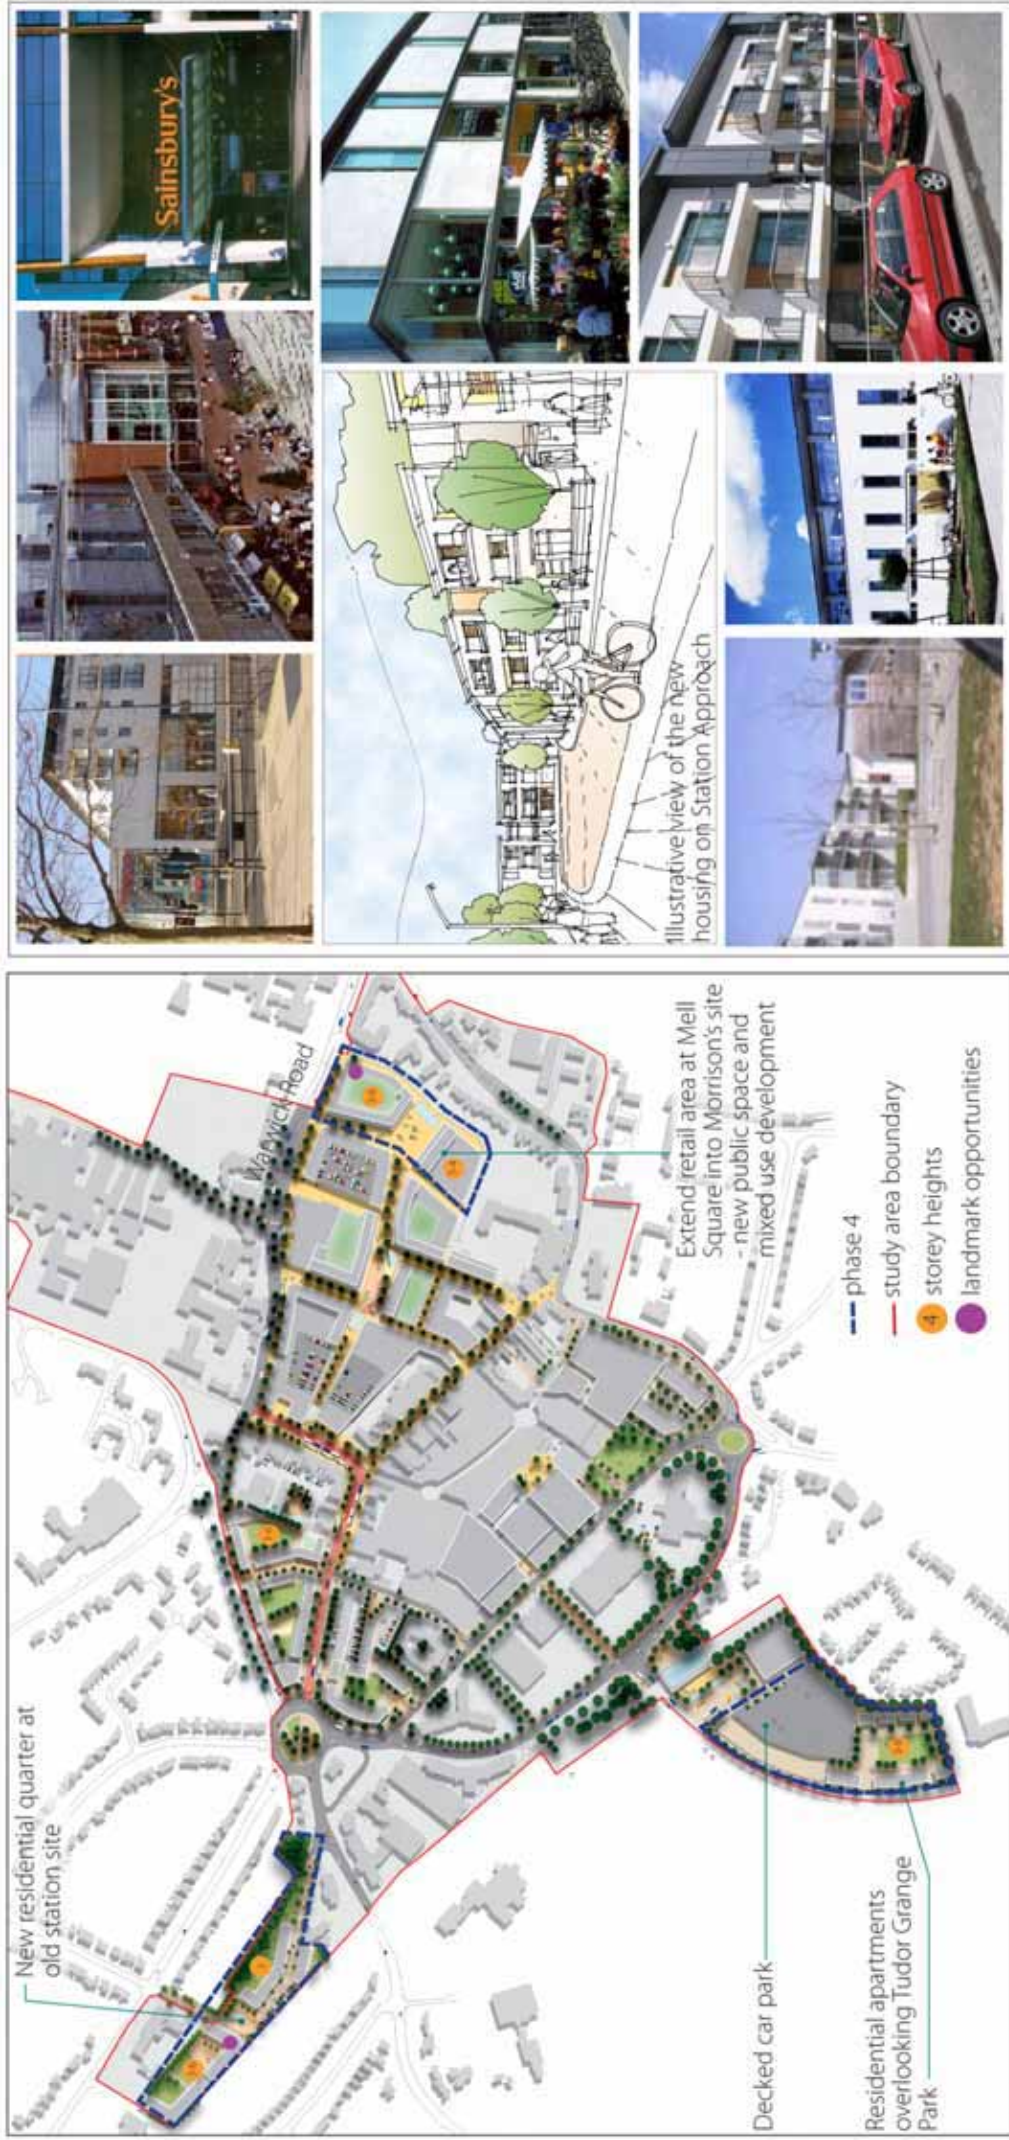 New residential quarter at
old station site
Warwick Road
Extend retail area at Mell
Square into Morrison's site
- new public space and
mixed use development
phase 4
study area boundary
4 storey heights
landmark opportunities
Decked car park
Residential apartments
overlooking Tudor Grange
Park
Sainsbury's
Illustrative view of the new
housing on Station Approach